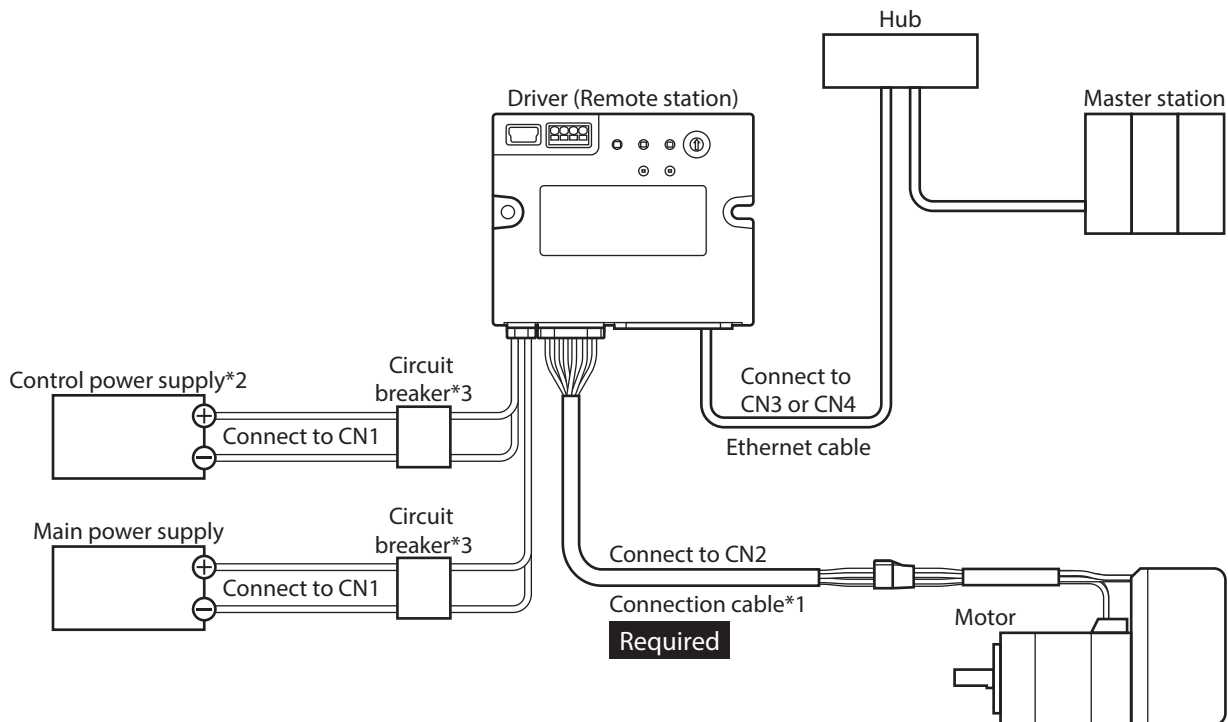 Hub
Driver (Remote station)
Master station
Control power supply*2
Circuit
breaker*3
Connect to CN1
Connect to
CN3 or CN4
Ethernet cable
Main power supply
Circuit
breaker*3
Connect to CN1
Connect to CN2
Connection cable*1
Required
Motor